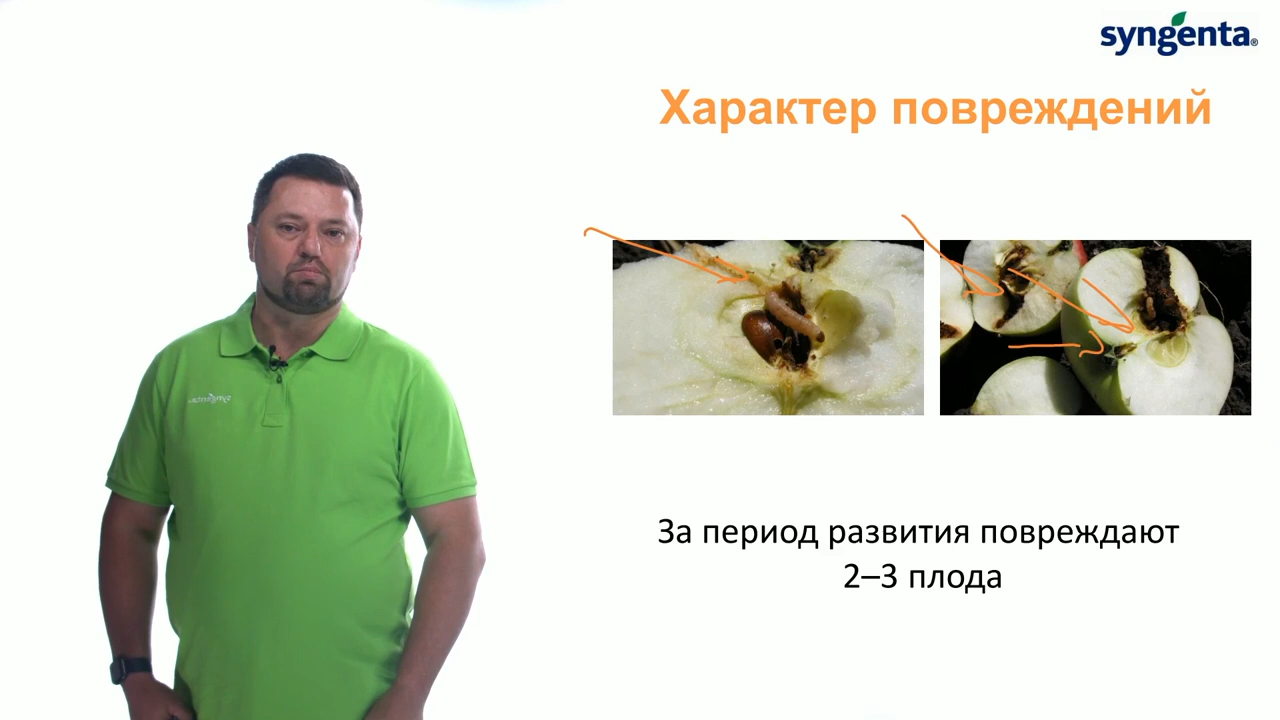 syngenta®
Характер повреждений
За период развития повреждают
2–3 плода